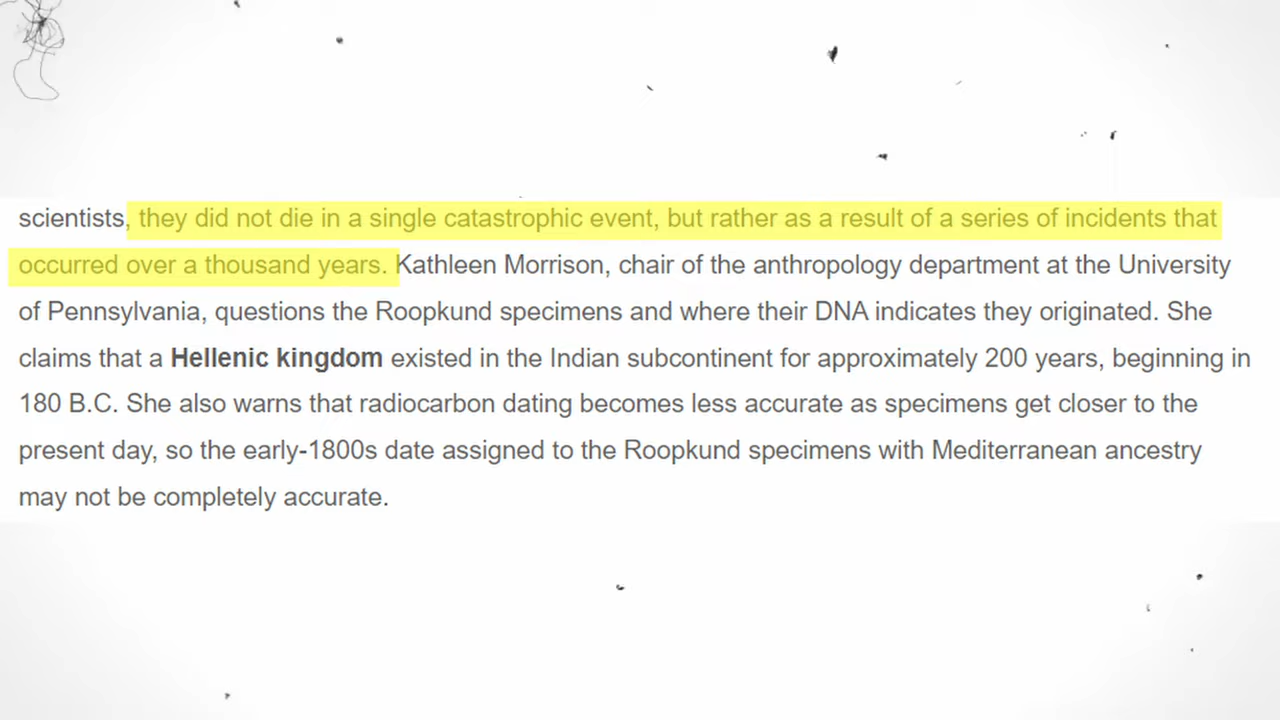 scientists, they did not die in a single catastrophic event, but rather as a result of a series of incidents that
occurred over a thousand years. Kathleen Morrison, chair of the anthropology department at the University
of Pennsylvania, questions the Roopkund specimens and where their DNA indicates they originated. She
claims that a Hellenic kingdom existed in the Indian subcontinent for approximately 200 years, beginning in
180 B.C. She also warns that radiocarbon dating becomes less accurate as specimens get closer to the
present day, so the early-1800s date assigned to the Roopkund specimens with Mediterranean ancestry
may not be completely accurate.